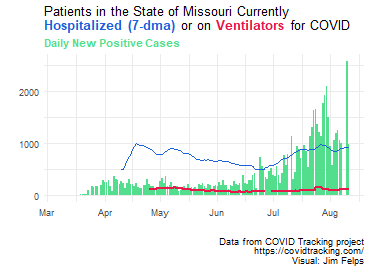 Patients in the State of Missouri Currently
Hospitalized (7-dma) or on Ventilators for COVID
Daily New Positive Cases
2000
1000
0
Mar Apr May Jun Jul Aug
Data from COVID Tracking project
https://covidtracking.com/
Visual: Jim Felps